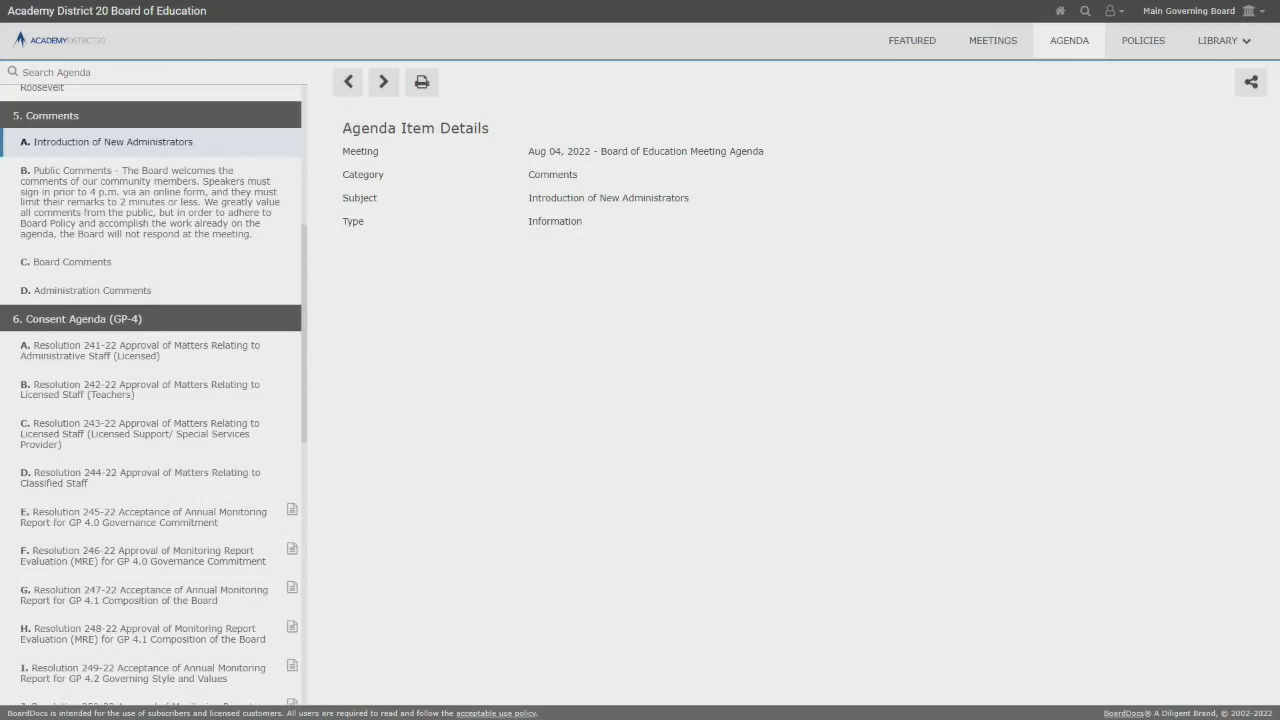 Academy District 20 Board of Education
Main Governing Board
ACADEMYDISTRICT20
FEATURED
MEETINGS
AGENDA
POLICIES
LIBRARY
Search Agenda
Roosevelt
5. Comments
A. Introduction of New Administrators
B. Public Comments - The Board welcomes the
comments of our community members. Speakers must
sign in prior to 4 p.m. via an online form, and they must
limit their remarks to 2 minutes or less. We greatly value
all comments from the public, but in order to adhere to
Board Policy and accomplish the work already on the
agenda, the Board will not respond at the meeting.
C. Board Comments
D. Administration Comments
6. Consent Agenda (GP-4)
A. Resolution 241-22 Approval of Matters Relating to
Administrative Staff (Licensed)
B. Resolution 242-22 Approval of Matters Relating to
Licensed Staff (Teachers)
C. Resolution 243-22 Approval of Matters Relating to
Licensed Staff (Licensed Support/ Special Services
Provider)
D. Resolution 244-22 Approval of Matters Relating to
Classified Staff
E. Resolution 245-22 Acceptance of Annual Monitoring
Report for GP 4.0 Governance Commitment
F. Resolution 246-22 Approval of Monitoring Report
Evaluation (MRE) for GP 4.0 Governance Commitment
G. Resolution 247-22 Acceptance of Annual Monitoring
Report for GP 4.1 Composition of the Board
H. Resolution 248-22 Approval of Monitoring Report
Evaluation (MRE) for GP 4.1 Composition of the Board
I. Resolution 249-22 Acceptance of Annual Monitoring
Report for GP 4.2 Governing Style and Values
Agenda Item Details
Meeting
Aug 04, 2022 - Board of Education Meeting Agenda
Category
Comments
Subject
Introduction of New Administrators
Type
Information
BoardDocs is intended for the use of subscribers and licensed customers. All users are required to read and follow the acceptable use policy.
BoardDocs® A Diligent Brand, © 2002-2022